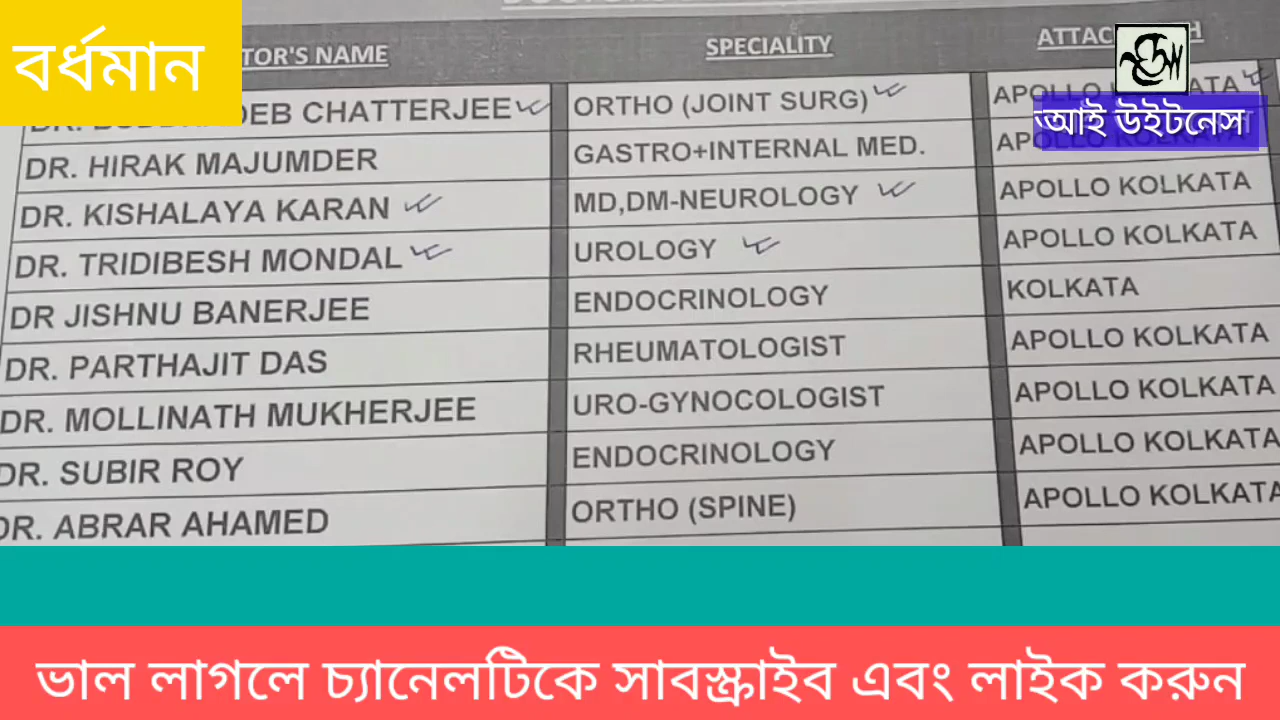 বর্ধমান
TOR'S NAME SPECIALITY
DEB CHATTERJEE ORTHO (JOINT SURG)
আই উইটনেস
DR. HIRAK MAJUMDER GASTRO+INTERNAL MED.
DR. KISHALAYA KARAN MD,DM-NEUROLOGY APOLLO KOLKATA
DR. TRIDIBESH MONDAL UROLOGY APOLLO KOLKATA
DR JISHNU BANERJEE ENDOCRINOLOGY KOLKATA
DR. PARTHAJIT DAS RHEUMATOLOGIST APOLLO KOLKATA
DR. MOLLINATH MUKHERJEE URO-GYNOCOLOGIST APOLLO KOLKATA
DR. SUBIR ROY ENDOCRINOLOGY APOLLO KOLKATA
DR. ABRAR AHAMED ORTHO (SPINE) APOLLO KOLKATA
ভাল লাগলে চ্যানেলটিকে সাবস্ক্রাইব এবং লাইক করুন